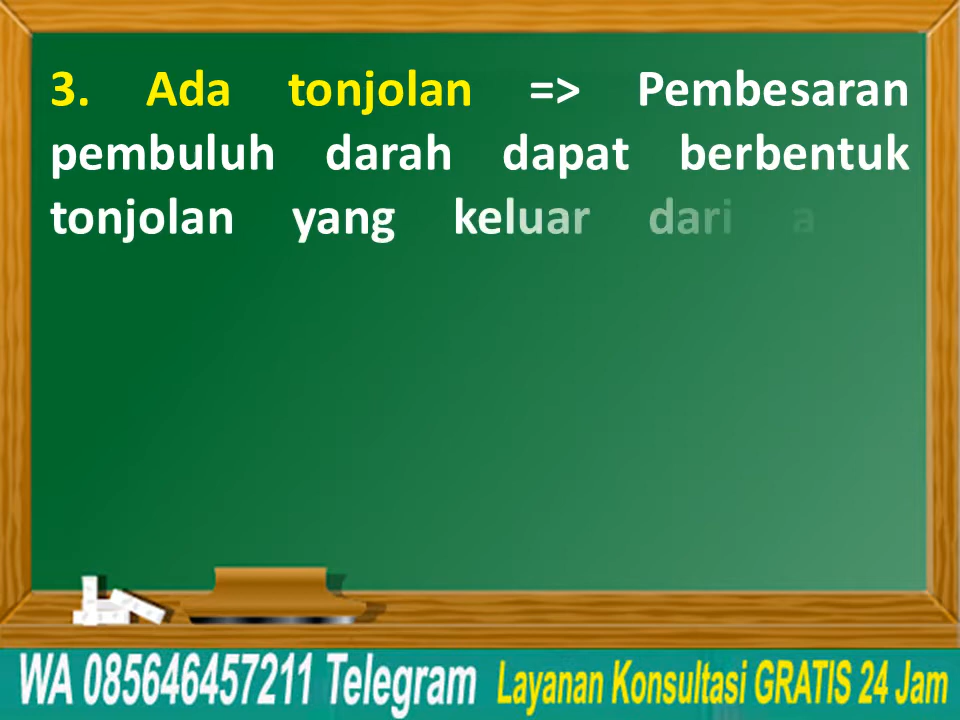 3. Ada tonjolan => Pembesaran
pembuluh darah dapat berbentuk
tonjolan yang keluar dari
WA 085646457211 Telegram Layanan Konsultasi GRATIS 24 Jam